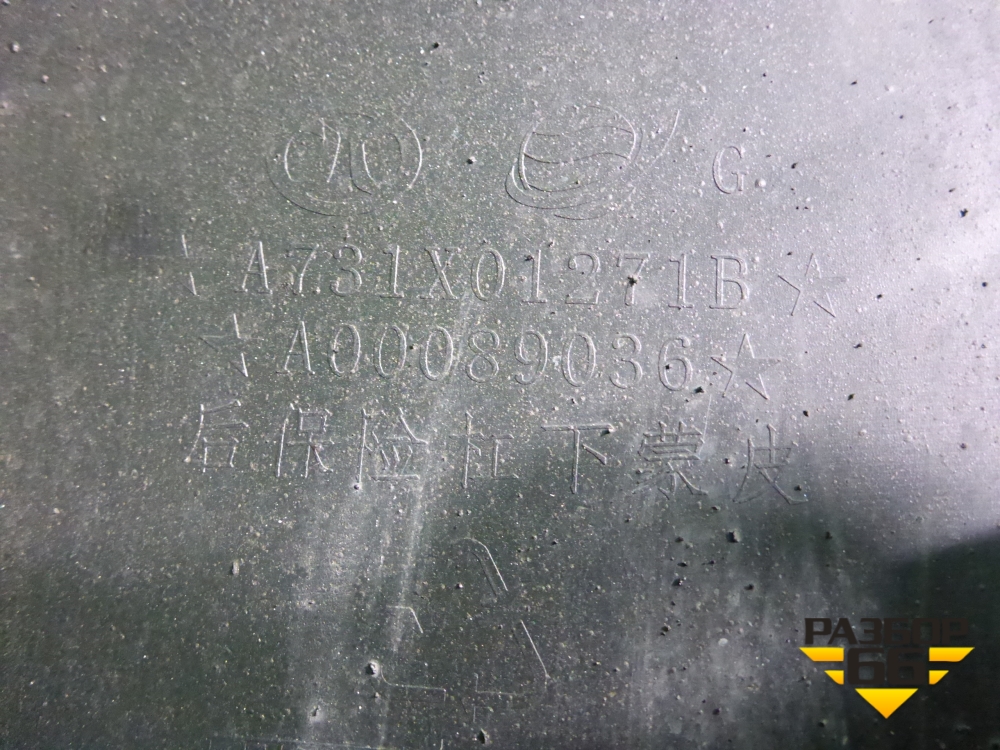 G
☆ A731X01271B ☆
☆ A00089036 ☆
后保险杠下蒙皮
РАЗБОР
66